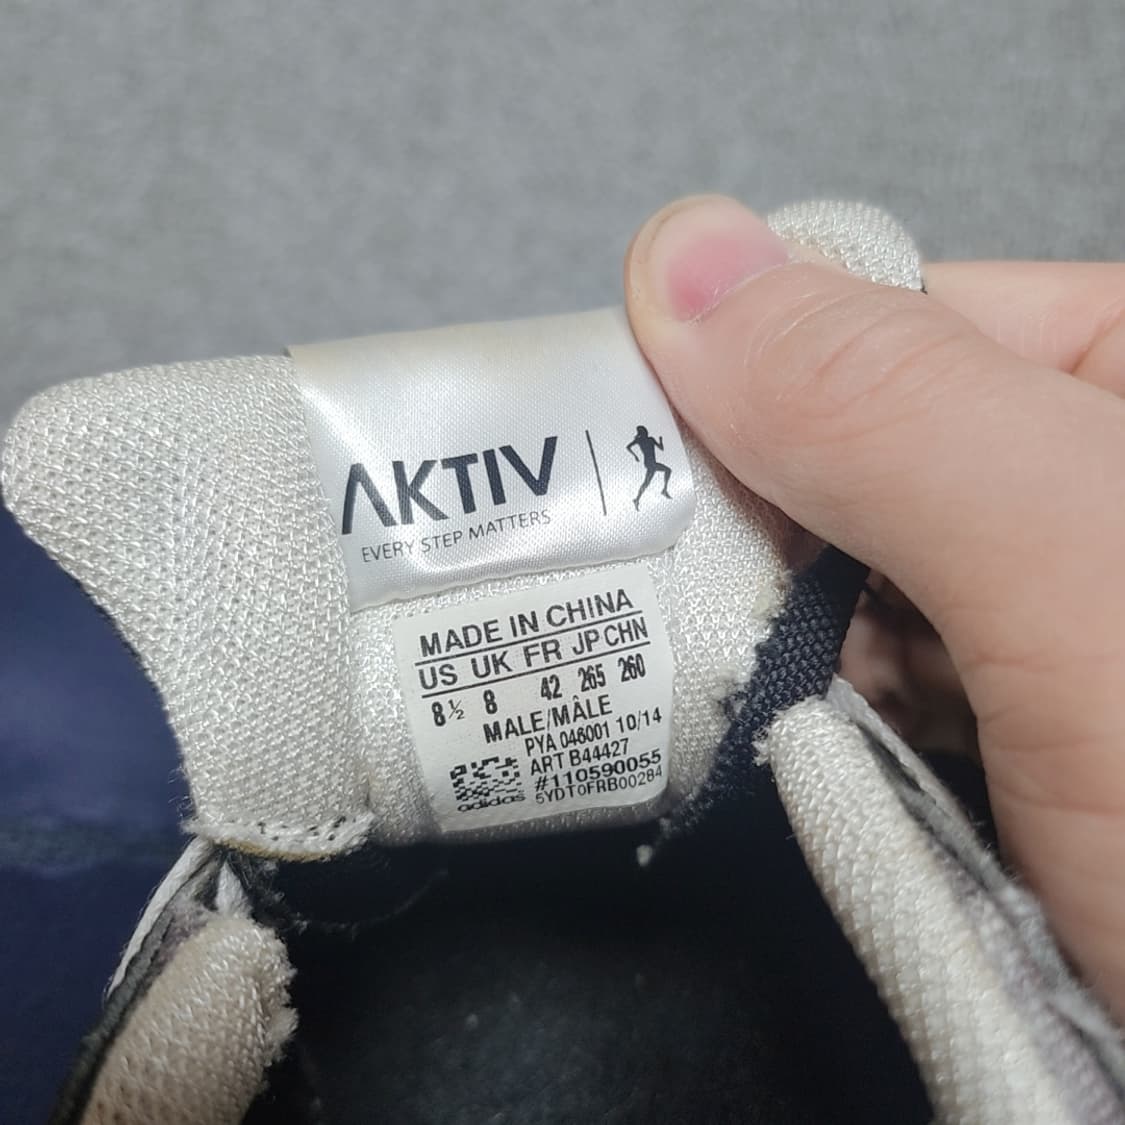 AKTIV
EVERY STEP MATTERS
MADE IN CHINA
US UK FR JP CHN
8½ 8 42 265 260
MALE/MÂLE
PYA 046001 10/14
ART B44427
#110590055
adidas 5YDT0FRB00284